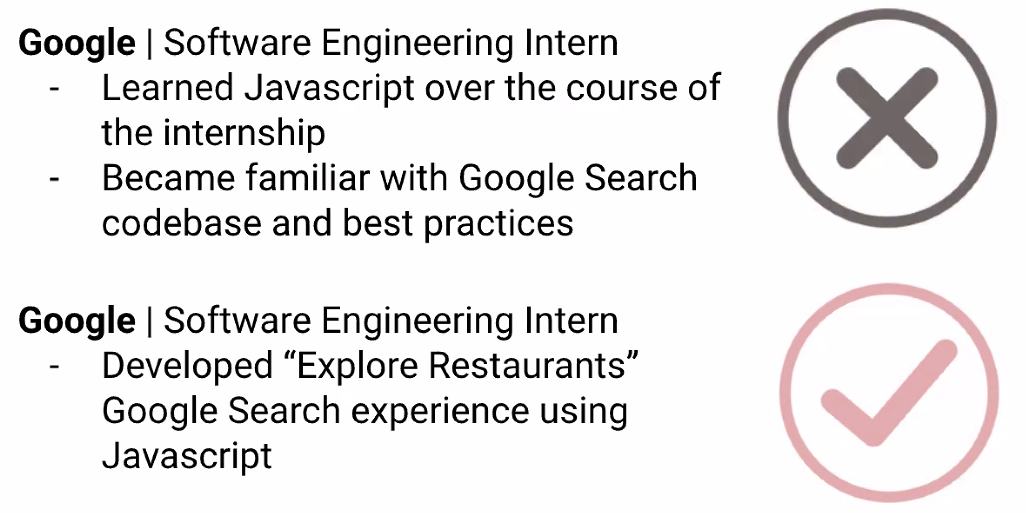 Google | Software Engineering Intern
- Learned Javascript over the course of
the internship
- Became familiar with Google Search
codebase and best practices
Google | Software Engineering Intern
- Developed “Explore Restaurants”
Google Search experience using
Javascript